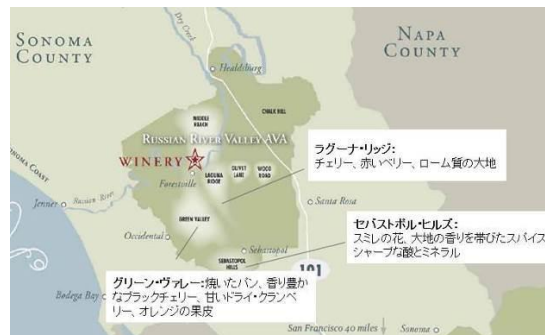 SONOMA
COUNTY
NAPA
COUNTY
Dry Creek
Healdsburg
MIDDLE
REACH
CHALK HILL
RUSSIAN RIVER VALLEY AVA
WINERY
LAGUNA
RIDGE
OLIVET
LANE
WOOD
ROAD
Forestville
ラグーナ・リッジ:
チェリー、赤いベリー、ローム質の大地
SONOMA COAST
Jenner
Russian River
Santa Rosa
GREEN VALLEY
Occidental
Sebastopol
SEBASTOPOL
HILLS
セバストポル・ヒルズ:
スミレの花、大地の香りを帯びたスパイス
シャープな酸とミネラル
101
グリーン・ヴァレー:焼いたパン、香り豊か
なブラックチェリー、甘いドライ・クランベ
リー、オレンジの果皮
Bodega Bay
San Francisco 40 miles
Sonoma